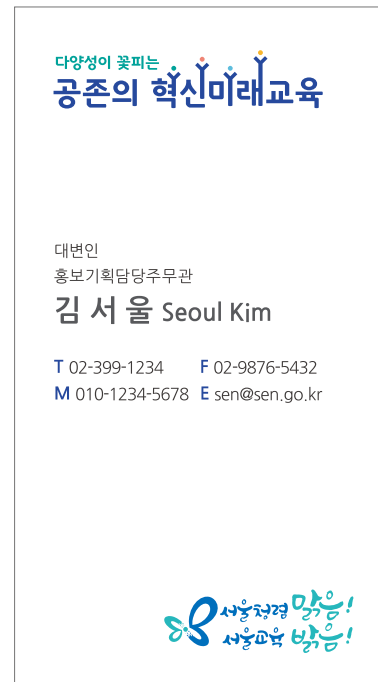 다양성이 꽃피는
공존의 혁신미래교육
대변인
홍보기획담당주무관
김 서 울 Seoul Kim
T 02-399-1234 F 02-9876-5432
M 010-1234-5678 E sen@sen.go.kr
서울청렴 맑음!
서울교육 밝음!